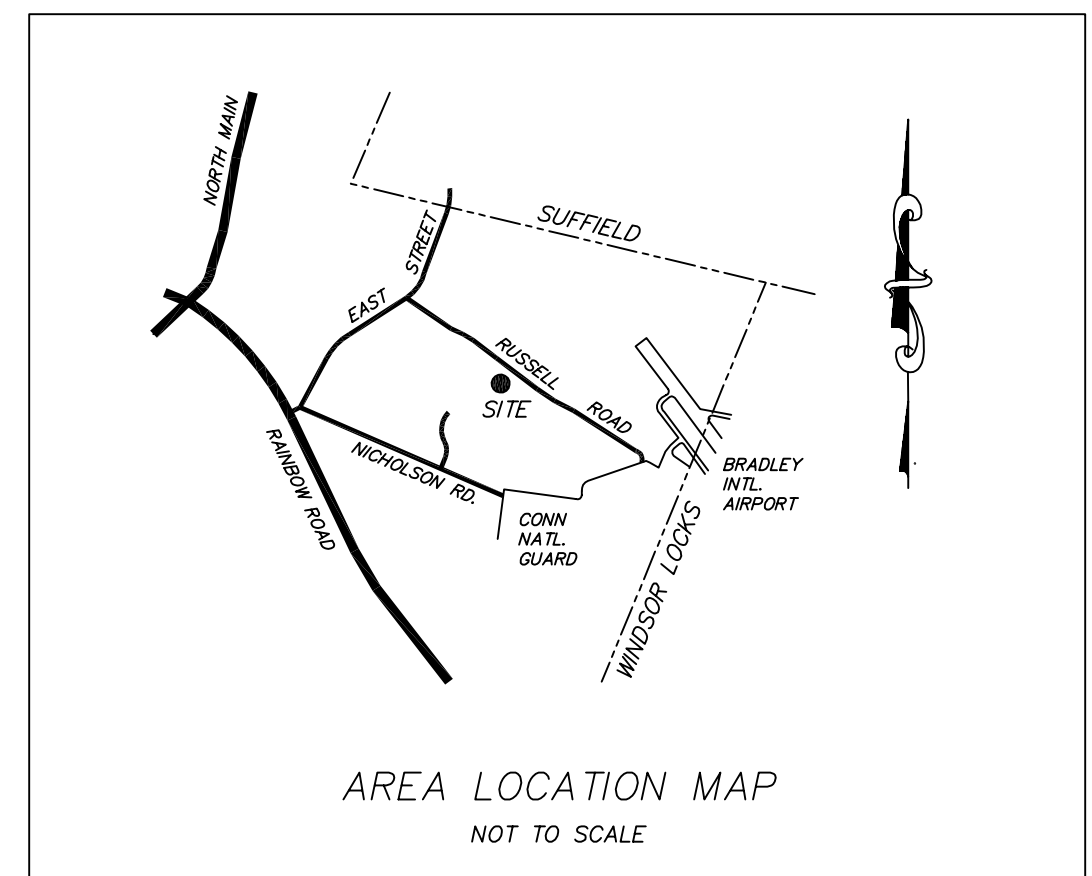 NORTH MAIN
SUFFIELD
STREET
EAST
RUSSELL
ROAD
SITE
NICHOLSON RD.
RAINBOW ROAD
BRADLEY
INTL.
AIRPORT
CONN
NATL.
GUARD
WINDSOR LOCKS
AREA LOCATION MAP
NOT TO SCALE